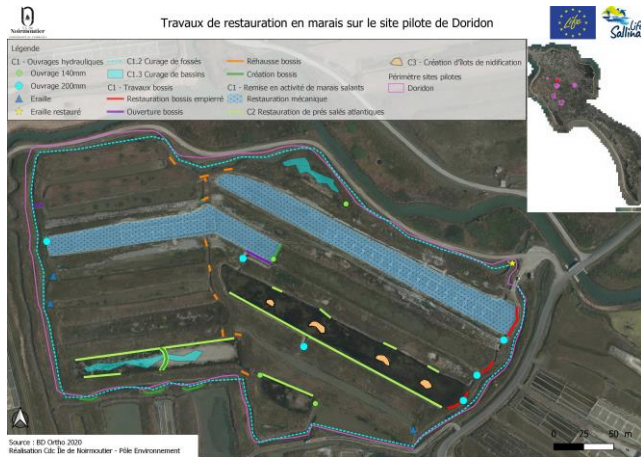 Noirmoutier
Travaux de restauration en marais sur le site pilote de Doridon
Life
Life
Sallina
Légende
C1 - Ouvrages hydrauliques
Ouvrage 140mm
Ouvrage 200mm
Eraille
Eraille restauré
C1.2 Curage de fossés
C1.3 Curage de bassins
C1 - Travaux bossis
Restauration bossis empierré
Ouverture bossis
Réhausse bossis
Création bossis
C1 - Remise en activité de marais salants
Restauration mécanique
C2 Restauration de prés salés atlantiques
C3 - Création d'îlots de nidification
Périmètre sites pilotes
Doridon
0 25 50 m
Source : BD Ortho 2020
Réalisation Cdc Île de Noirmoutier - Pôle Environnement